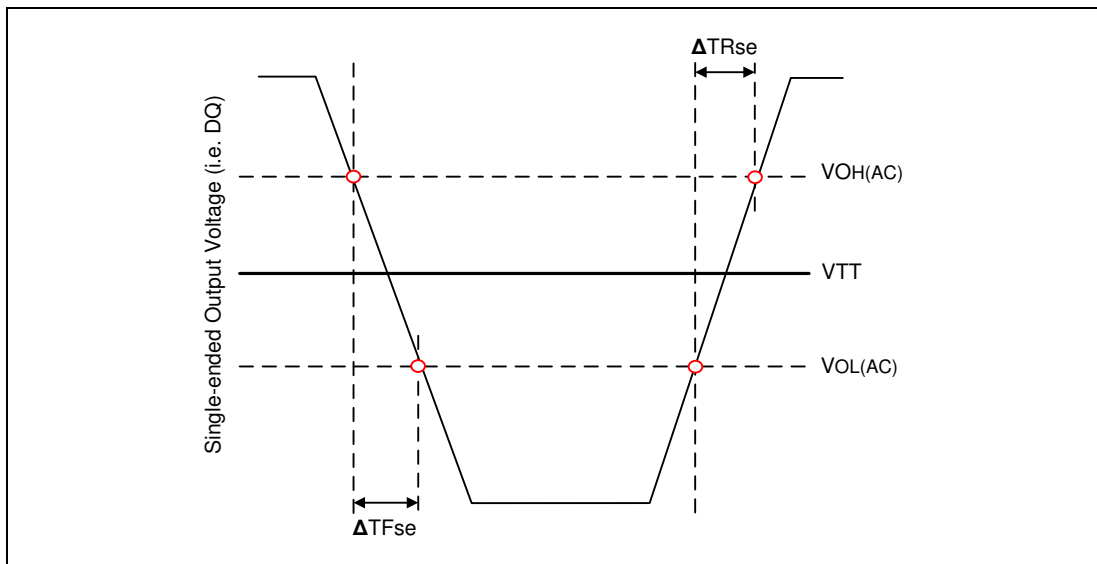 ΔTRse
Single-ended Output Voltage (i.e. DQ)
VOH(AC)
VTT
VOL(AC)
ΔTFse